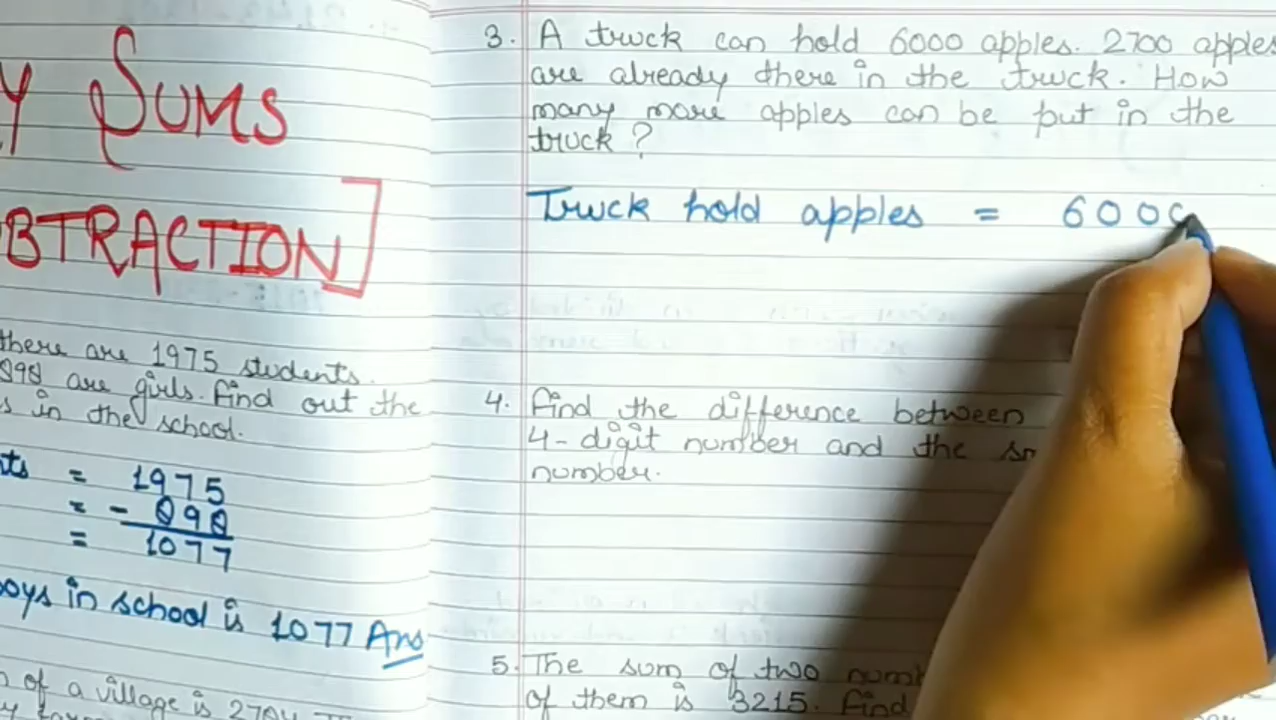 Y SUMS
BTRACTION]
there are 1975 students.
898 are girls. Find out the
s in the school.
ts = 1975
= - 898
= 1077
boys in school is 1077 Ans
of a village is
3. A truck can hold 6000 apples. 2700 apples
are already there in the truck. How
many more apples can be put in the
truck?
Truck hold apples = 6000
4. Find the difference between
4-digit number and the
number.
5. The sum of two
of them is 3215. Find